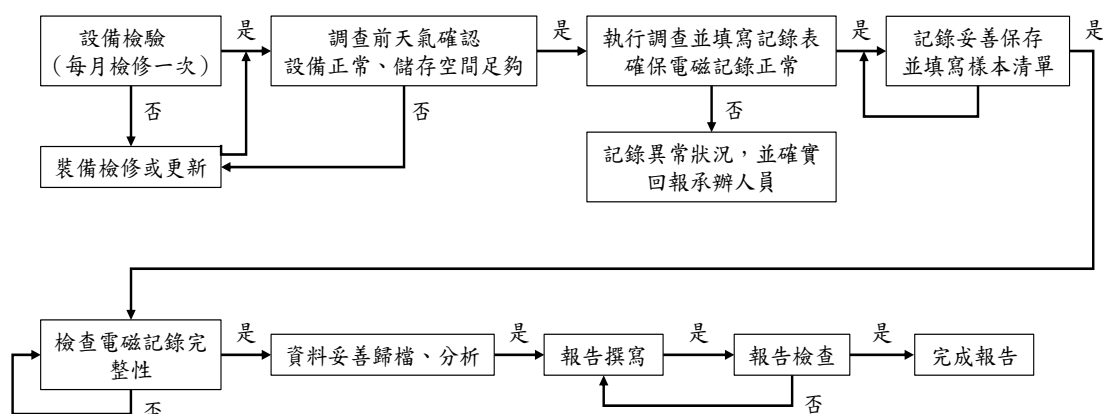 設備檢驗
（每月檢修一次）
是
調查前天氣確認
設備正常、儲存空間足夠
是
執行調查並填寫記錄表
確保電磁記錄正常
是
記錄妥善保存
並填寫樣本清單
是
否
否
否
裝備檢修或更新
記錄異常狀況，並確實
回報承辦人員
檢查電磁記錄完
整性
是
資料妥善歸檔、分析
是
報告撰寫
是
報告檢查
是
完成報告
否
否